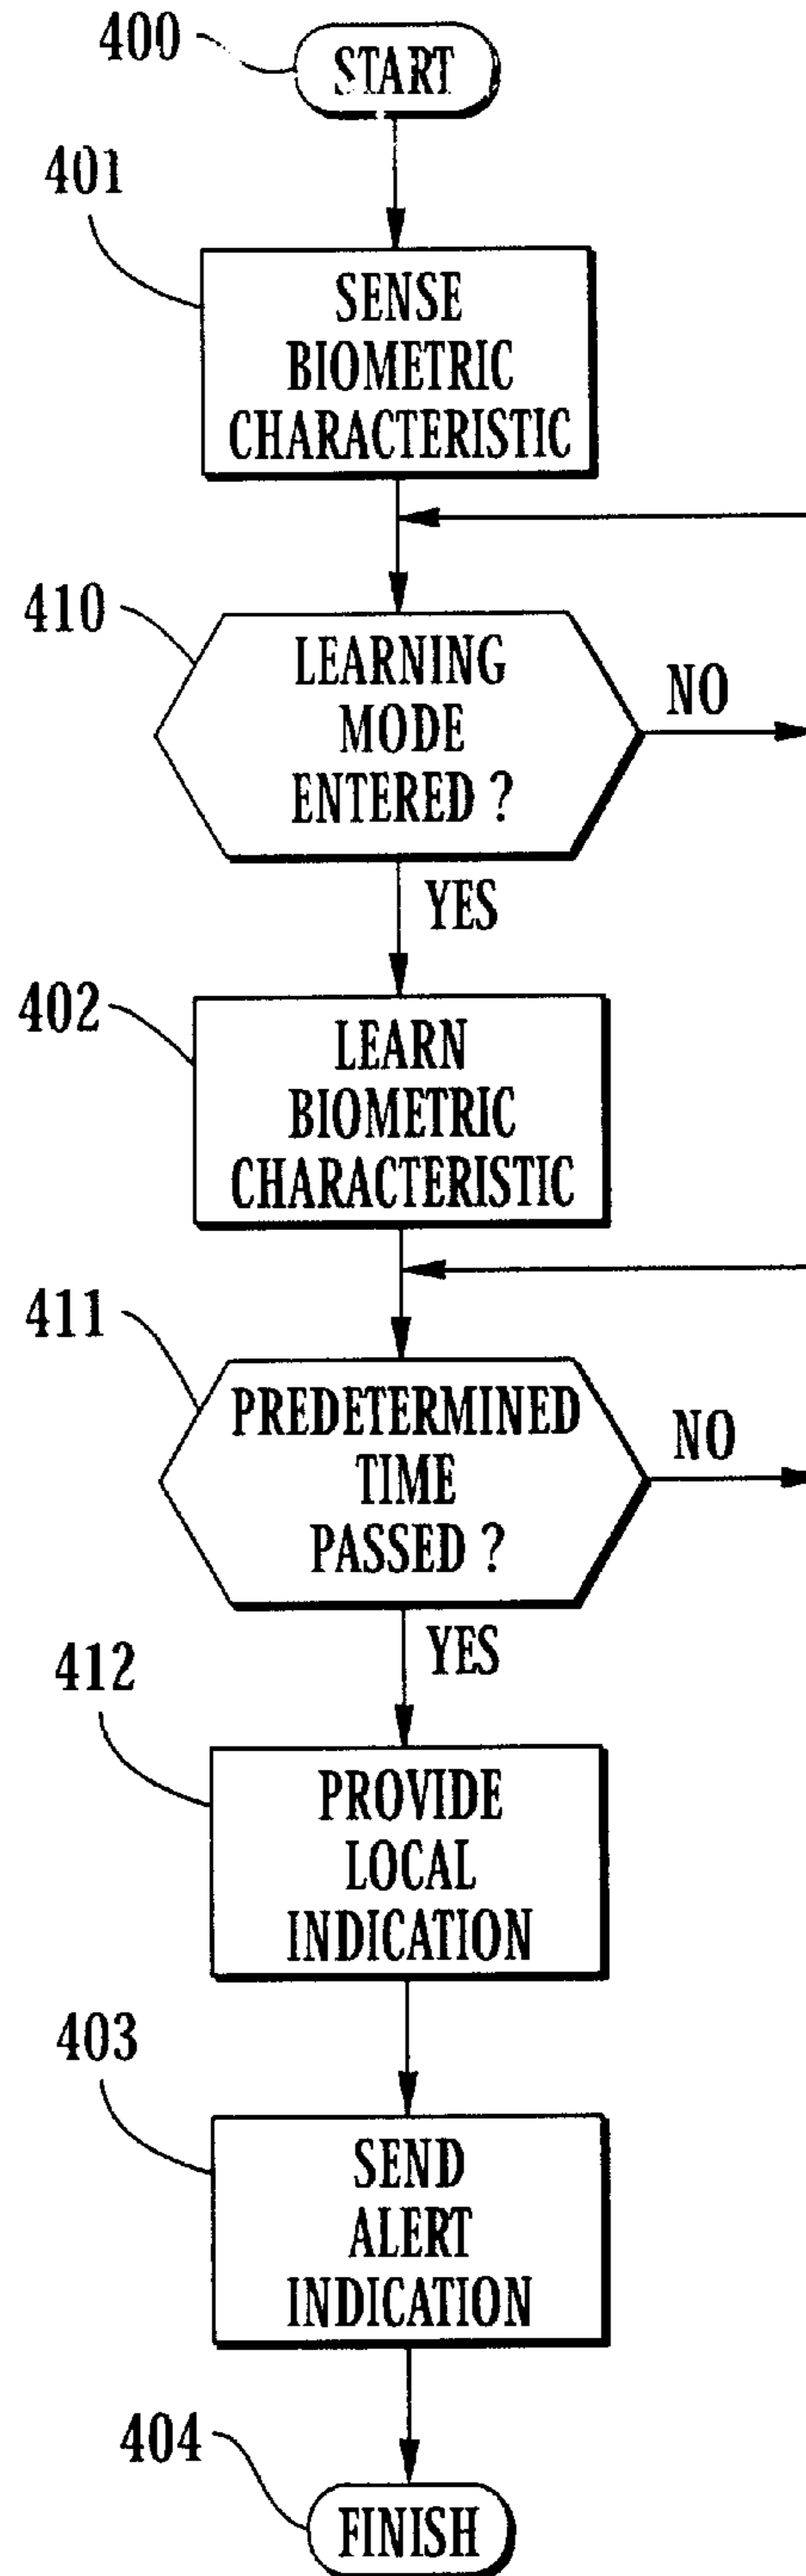 400
START
401
SENSE
BIOMETRIC
CHARACTERISTIC
410
LEARNING
MODE
ENTERED ?
NO
YES
402
LEARN
BIOMETRIC
CHARACTERISTIC
411
PREDETERMINED
TIME
PASSED ?
NO
YES
412
PROVIDE
LOCAL
INDICATION
403
SEND
ALERT
INDICATION
404
FINISH